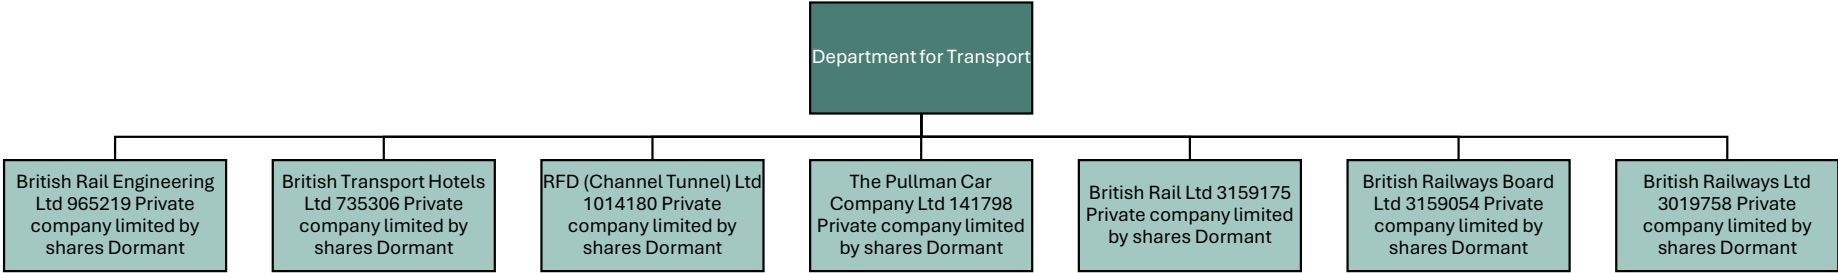 Department for Transport
British Rail Engineering
Ltd 965219 Private
company limited by
shares Dormant
British Transport Hotels
Ltd 735306 Private
company limited by
shares Dormant
RFD (Channel Tunnel) Ltd
1014180 Private
company limited by
shares Dormant
The Pullman Car
Company Ltd 141798
Private company limited
by shares Dormant
British Rail Ltd 3159175
Private company limited
by shares Dormant
British Railways Board
Ltd 3159054 Private
company limited by
shares Dormant
British Railways Ltd
3019758 Private
company limited by
shares Dormant